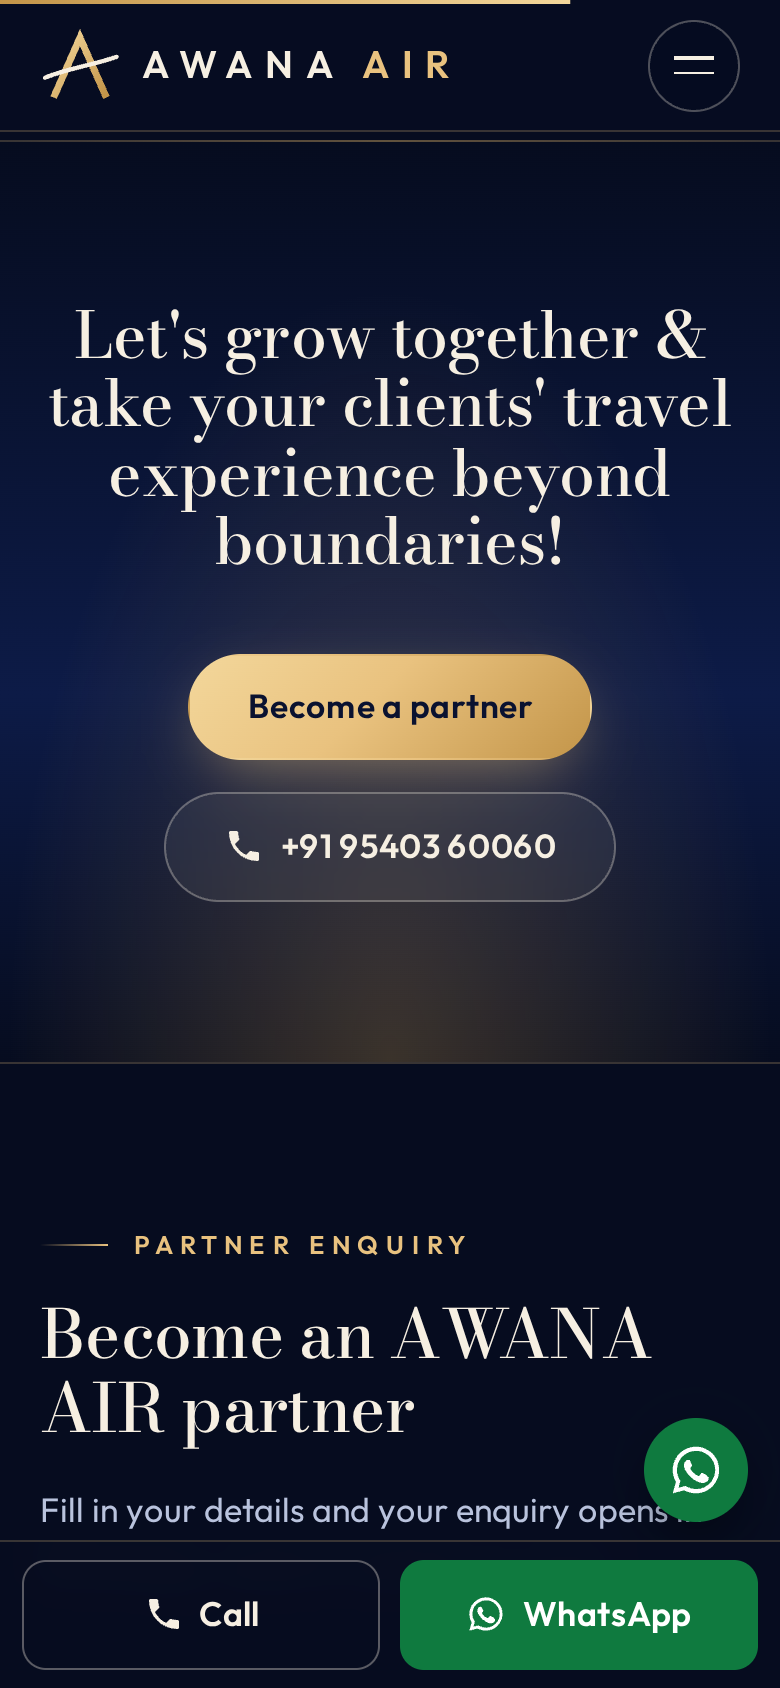 AWANA AIR
Let's grow together &
take your clients' travel
experience beyond
boundaries!
Become a partner
+91 95403 60060
PARTNER ENQUIRY
Become an AWANA
AIR partner
Fill in your details and your enquiry opens
Call
WhatsApp